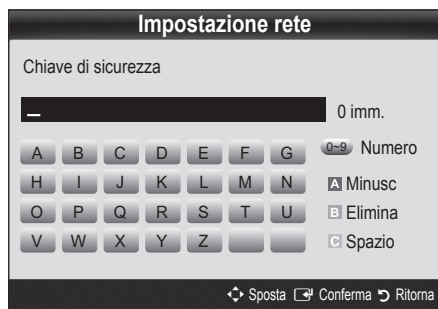 Impostazione rete
Chiave di sicurezza
0 imm.
A B C D E F G 0~9 Numero
H I J K L M N A Minusc
O P Q R S T U B Elimina
V W X Y Z C Spazio
Sposta Conferma Ritorna